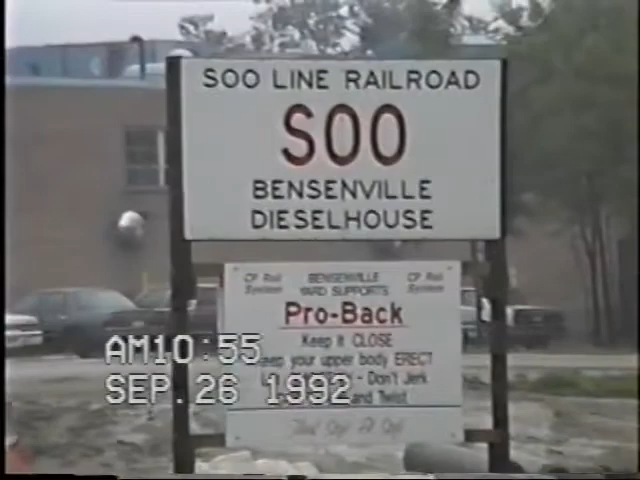 SOO LINE RAILROAD
SOO
BENSENVILLE
DIESELHOUSE
CP Rail System BENSENVILLE YARD SUPPORTS CP Rail System
Pro-Back
Keep it CLOSE
your upper body ERECT
- Don't Jerk
and Twist
AM10:55
SEP.26 1992